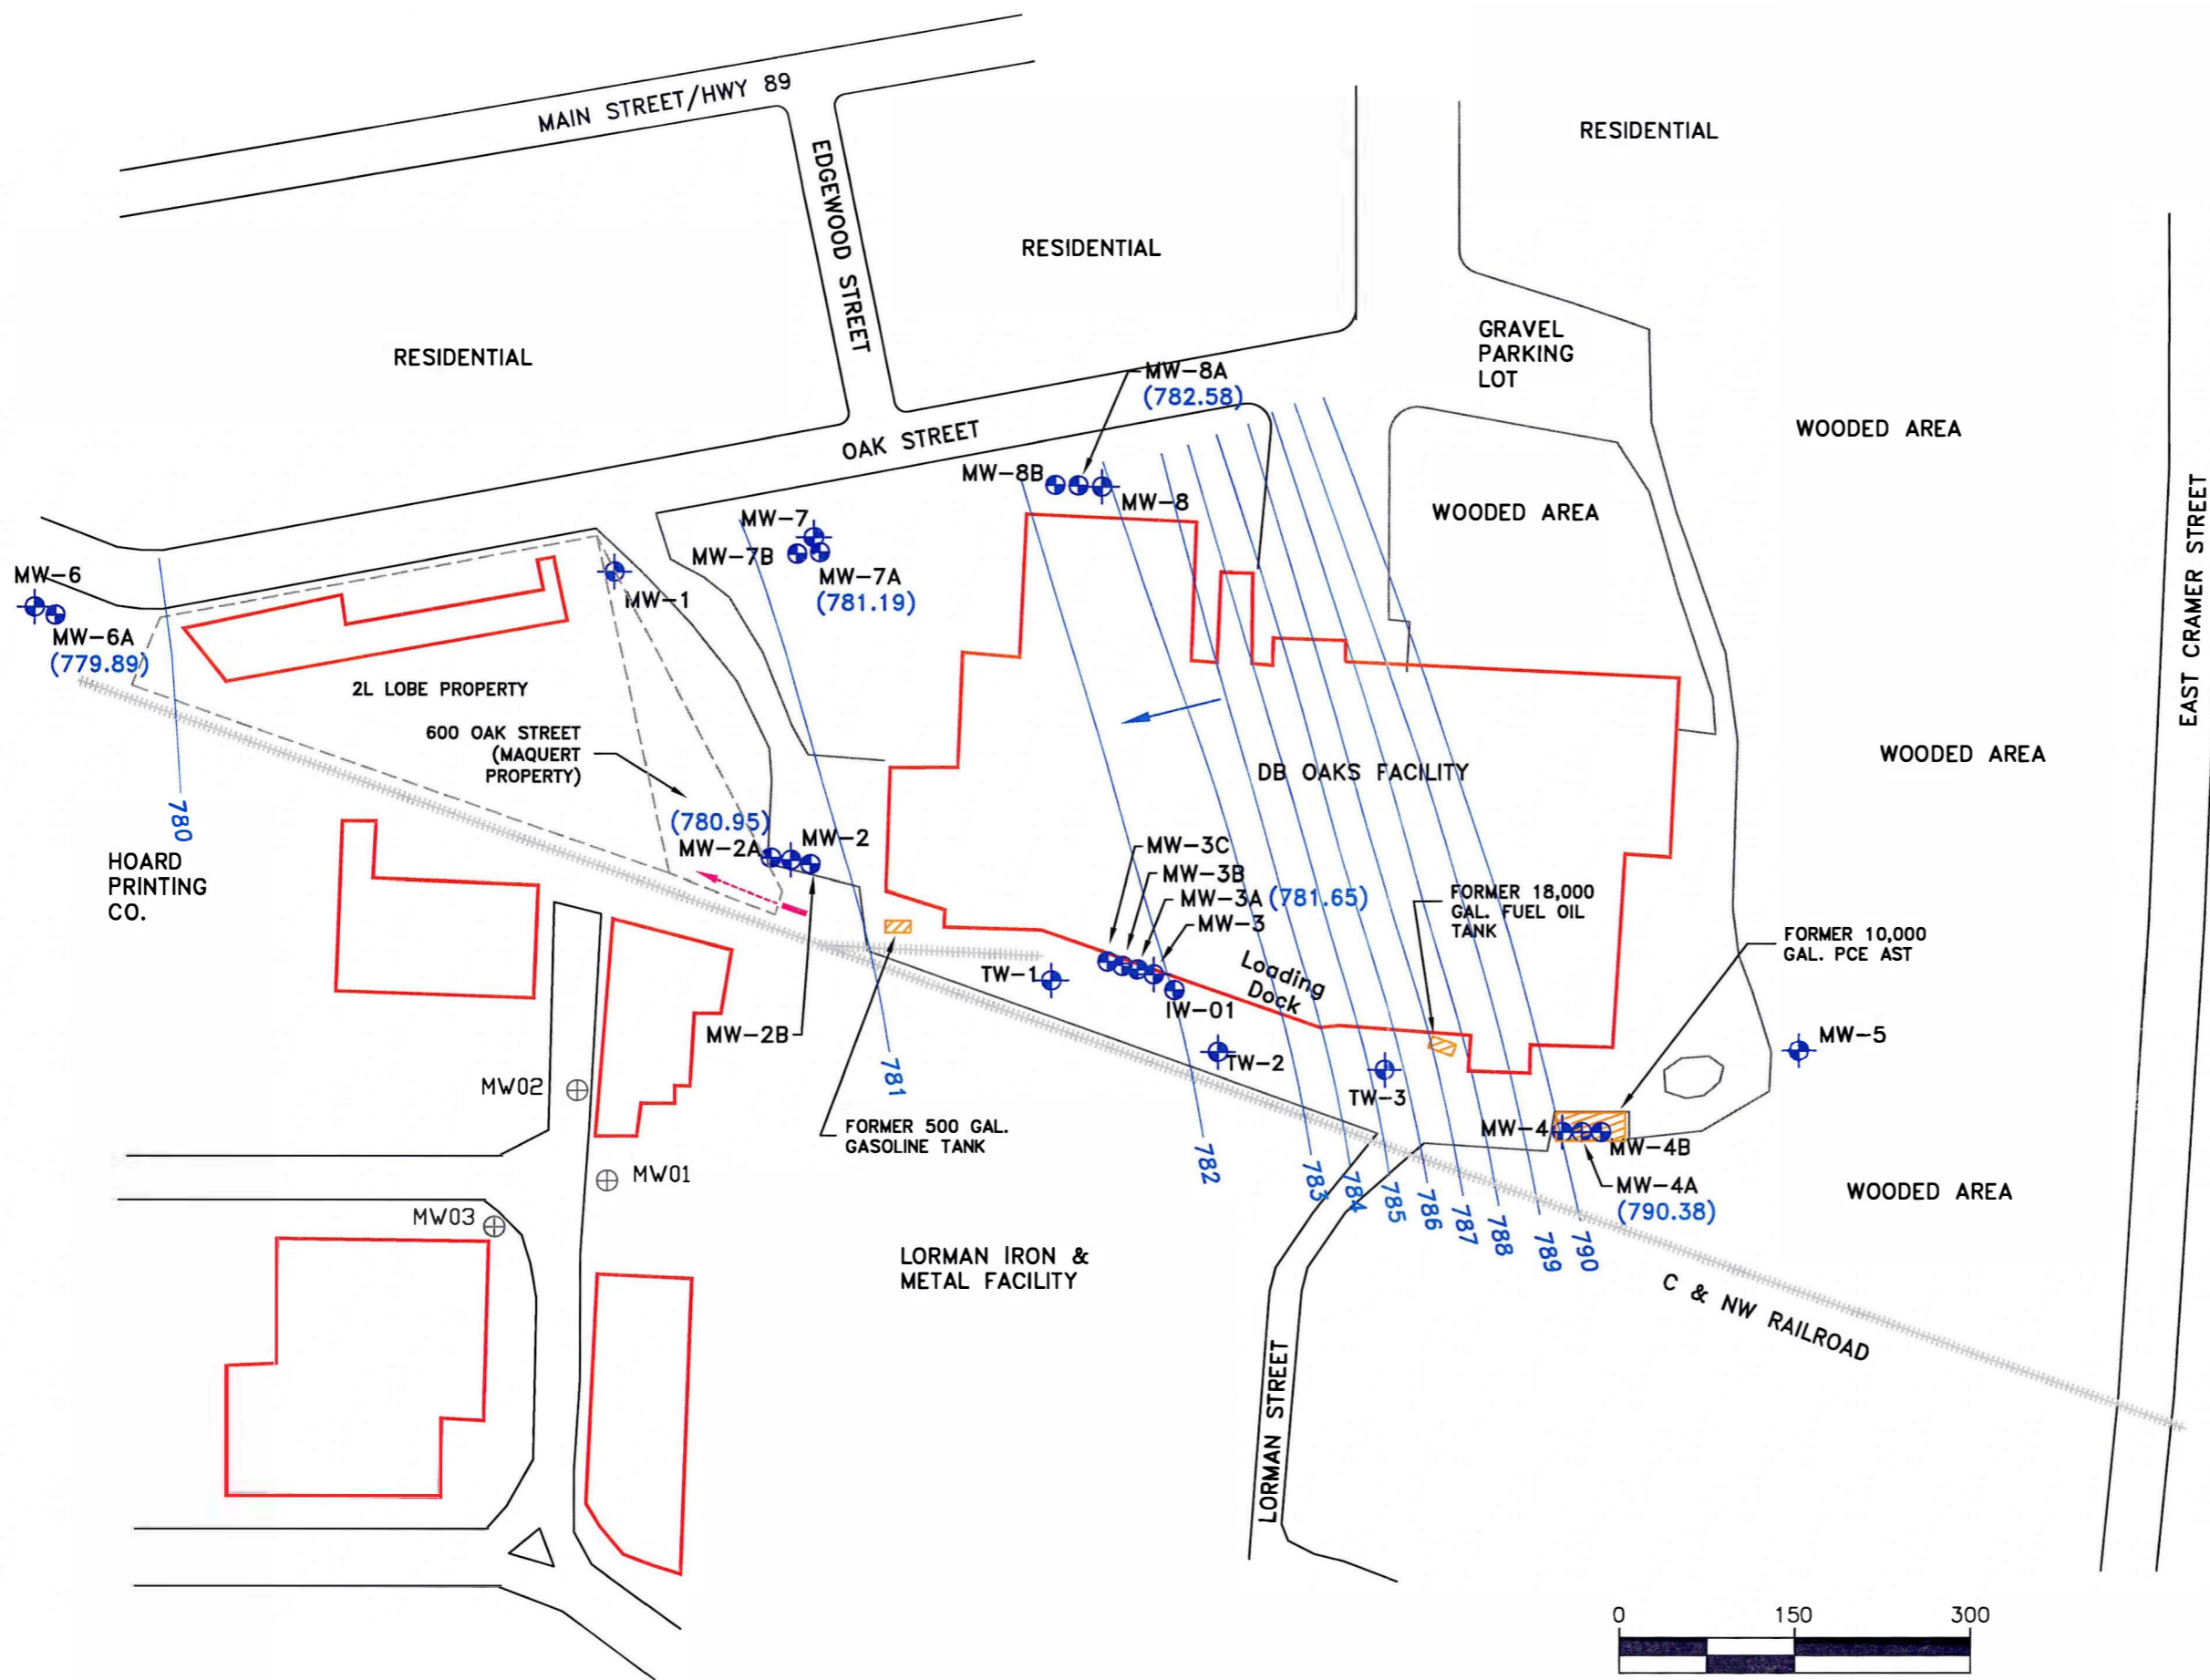 MAIN STREET/HWY 89
EDGEWOOD STREET
RESIDENTIAL
RESIDENTIAL
RESIDENTIAL
GRAVEL
PARKING
LOT
MW-8A
(782.58)
OAK STREET
WOODED AREA
MW-8B
MW-8
WOODED AREA
EAST CRAMER STREET
MW-7
MW-7B
MW-7A
(781.19)
MW-6
MW-6A
(779.89)
MW-1
2L LOBE PROPERTY
600 OAK STREET
(MAQUERT
PROPERTY)
WOODED AREA
DB OAKS FACILITY
780
(780.95)
MW-2A
MW-2
HOARD
PRINTING
CO.
MW-3C
MW-3B
MW-3A (781.65)
MW-3
FORMER 18,000
GAL. FUEL OIL
TANK
FORMER 10,000
GAL. PCE AST
TW-1
Loading
Dock
IW-01
MW-2B
MW-5
TW-2
781
MW02
TW-3
FORMER 500 GAL.
GASOLINE TANK
MW-4
MW-4B
MW-4A
(790.38)
MW01
782
783
784
785
786
787
788
789
790
WOODED AREA
MW03
LORMAN IRON &
METAL FACILITY
C & NW RAILROAD
LORMAN STREET
0 150 300